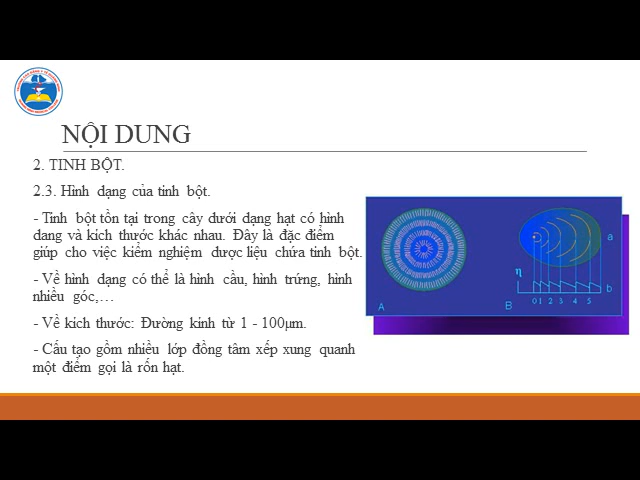 NỘI DUNG
2. TINH BỘT.
2.3. Hình dạng của tinh bột.
- Tinh bột tồn tại trong cây dưới dạng hạt có hình
dang và kích thước khác nhau. Đây là đặc điểm
giúp cho việc kiểm nghiệm dược liệu chứa tinh bột.
- Về hình dạng có thể là hình cầu, hình trứng, hình
nhiều góc,…
- Về kich thước: Đường kính từ 1 - 100μm.
- Cấu tạo gồm nhiều lớp đồng tâm xếp xung quanh
một điểm gọi là rốn hạt.
a
η
b
0 1 2 3 4 5
A
B